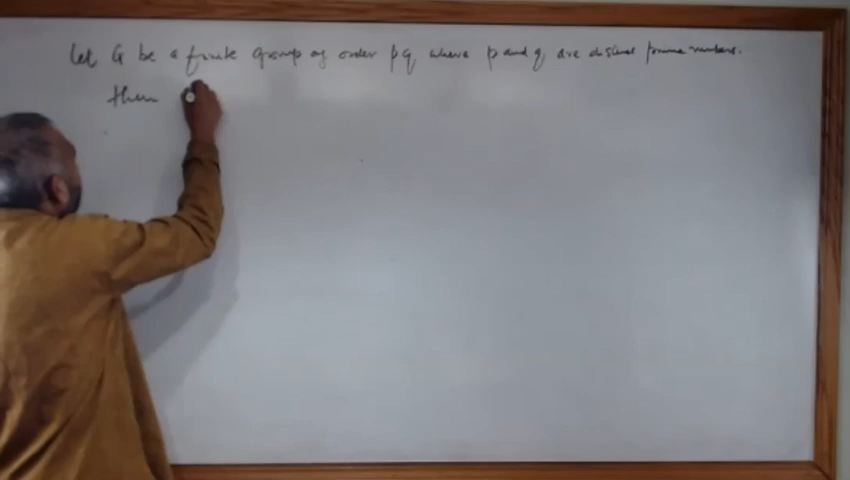 Let G be a finite group of order pq where p and q are distinct prime numbers.
then